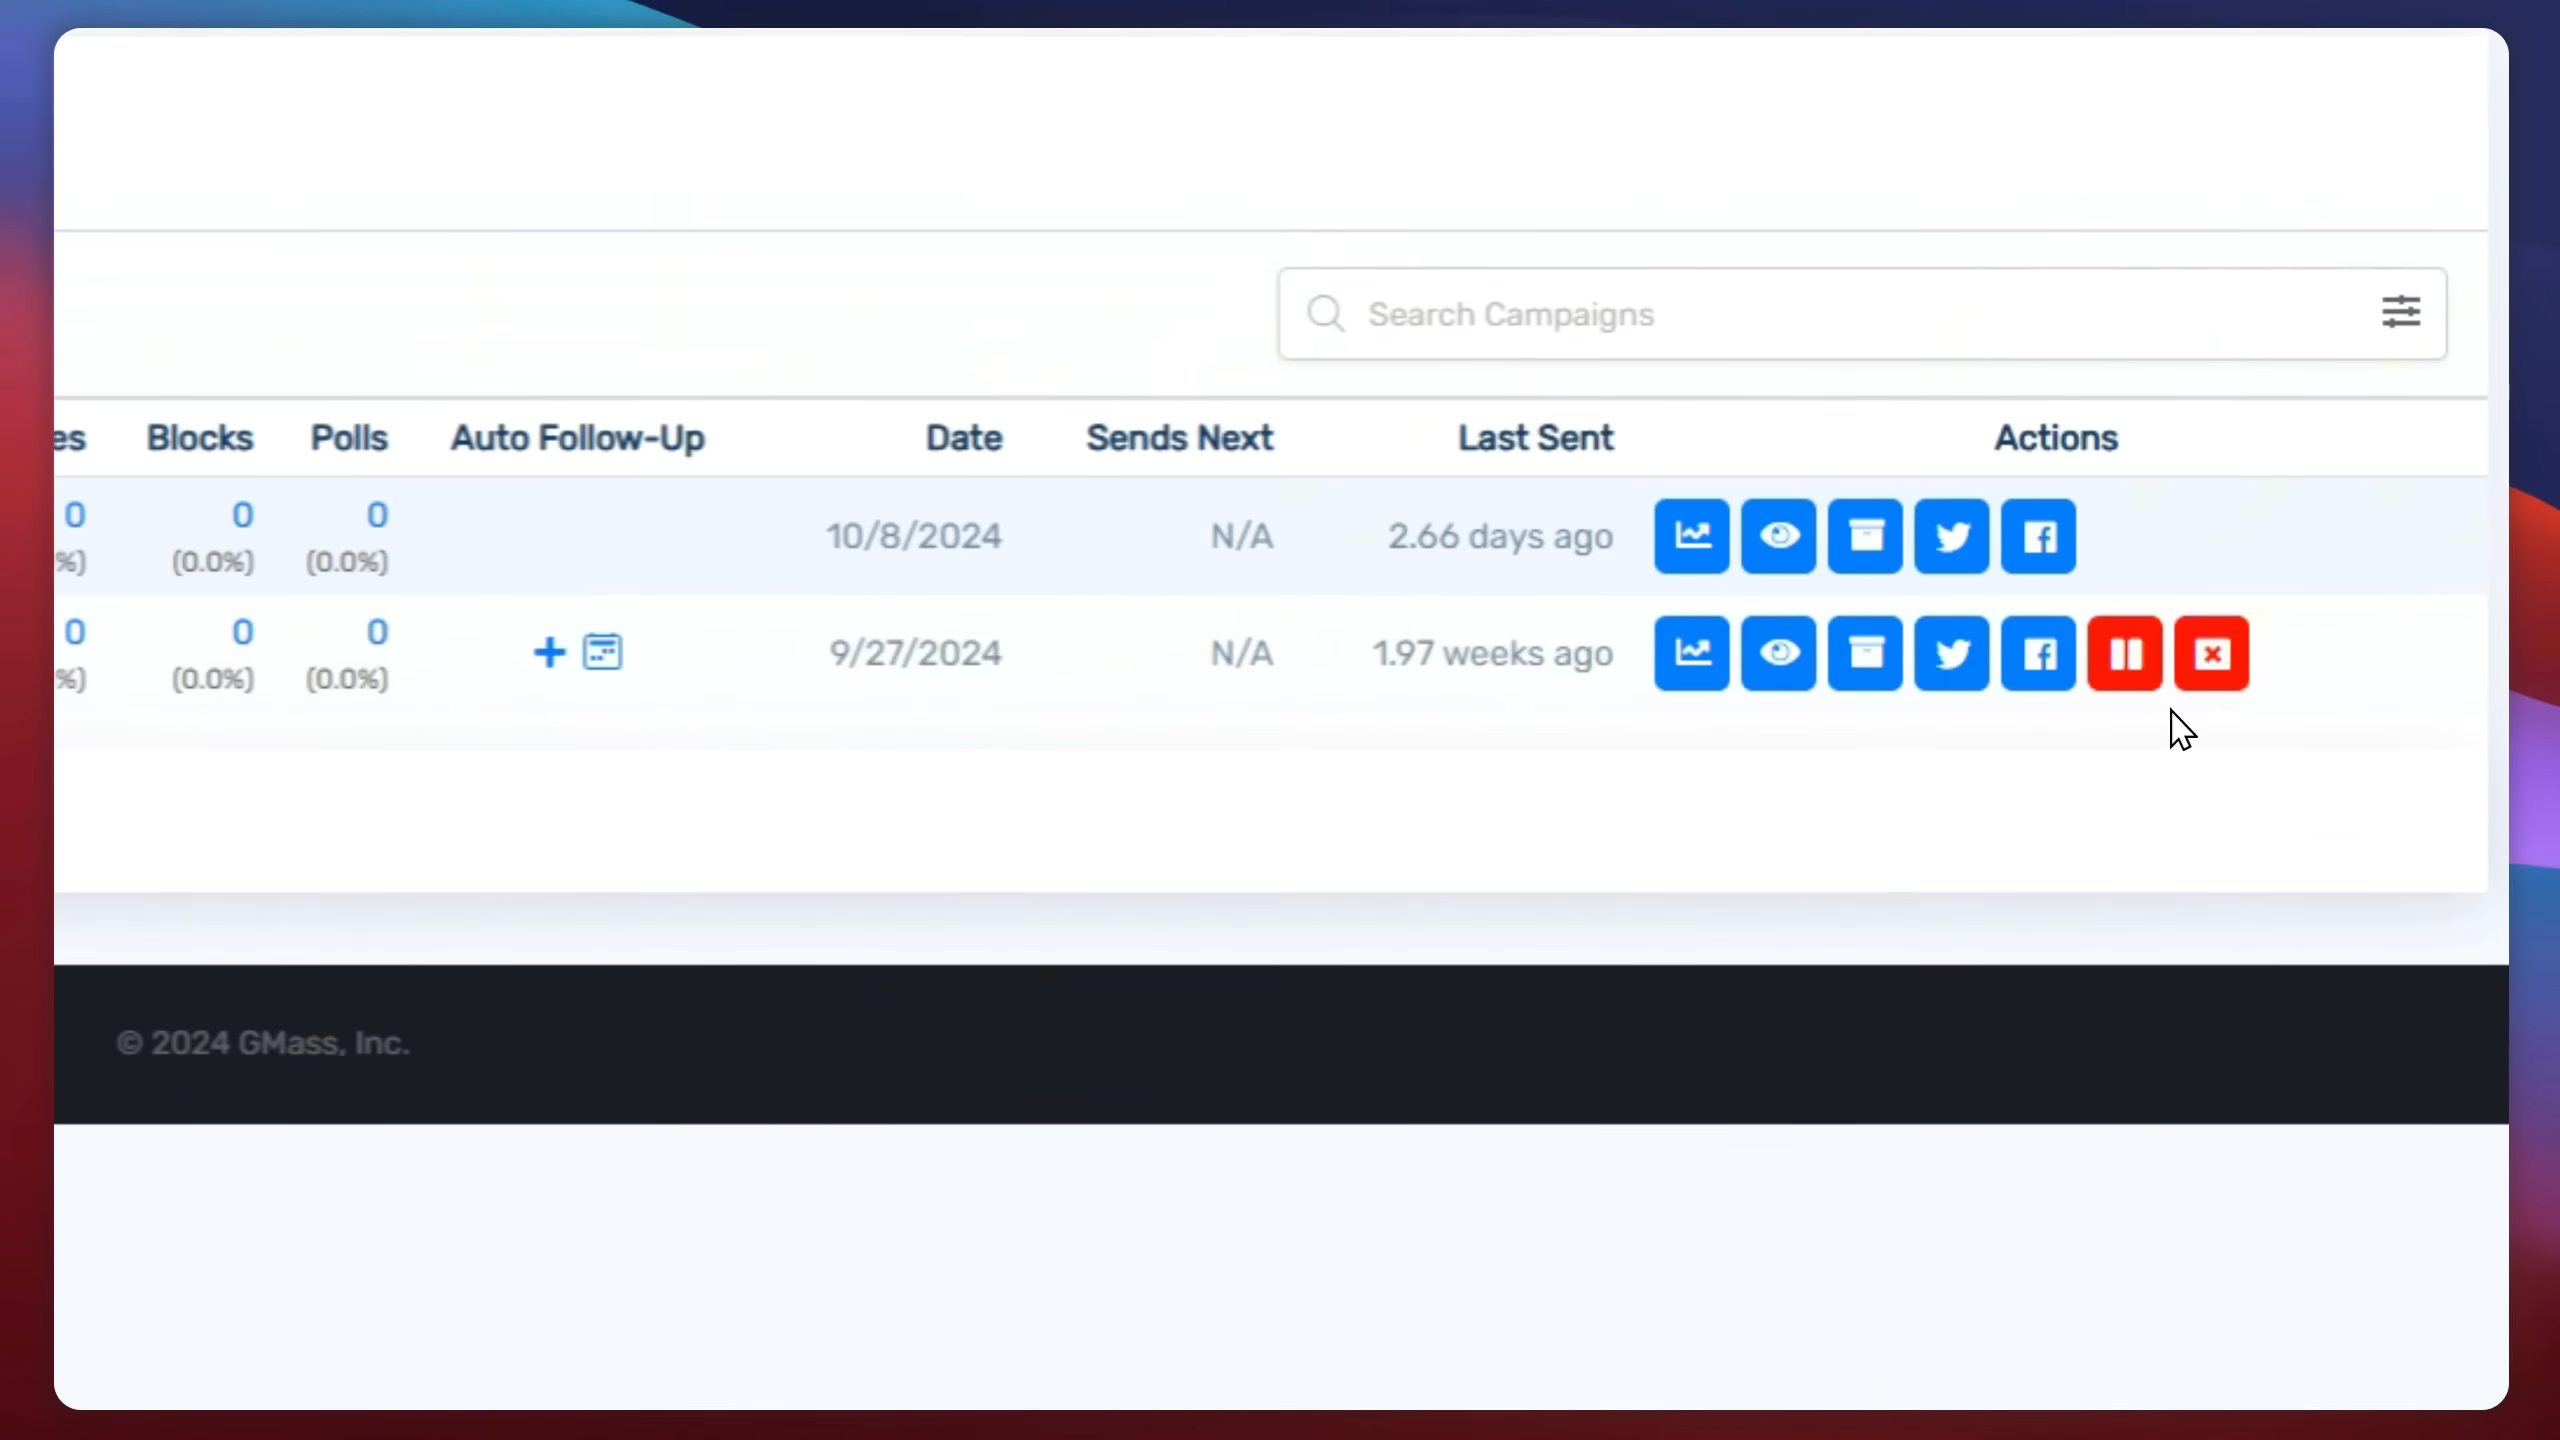 Search Campaigns
es Blocks Polls Auto Follow-Up Date Sends Next Last Sent Actions
0 0 0
%) (0.0%) (0.0%) 10/8/2024 N/A 2.66 days ago
0 0 0
%) (0.0%) (0.0%) 9/27/2024 N/A 1.97 weeks ago
© 2024 GMass, Inc.